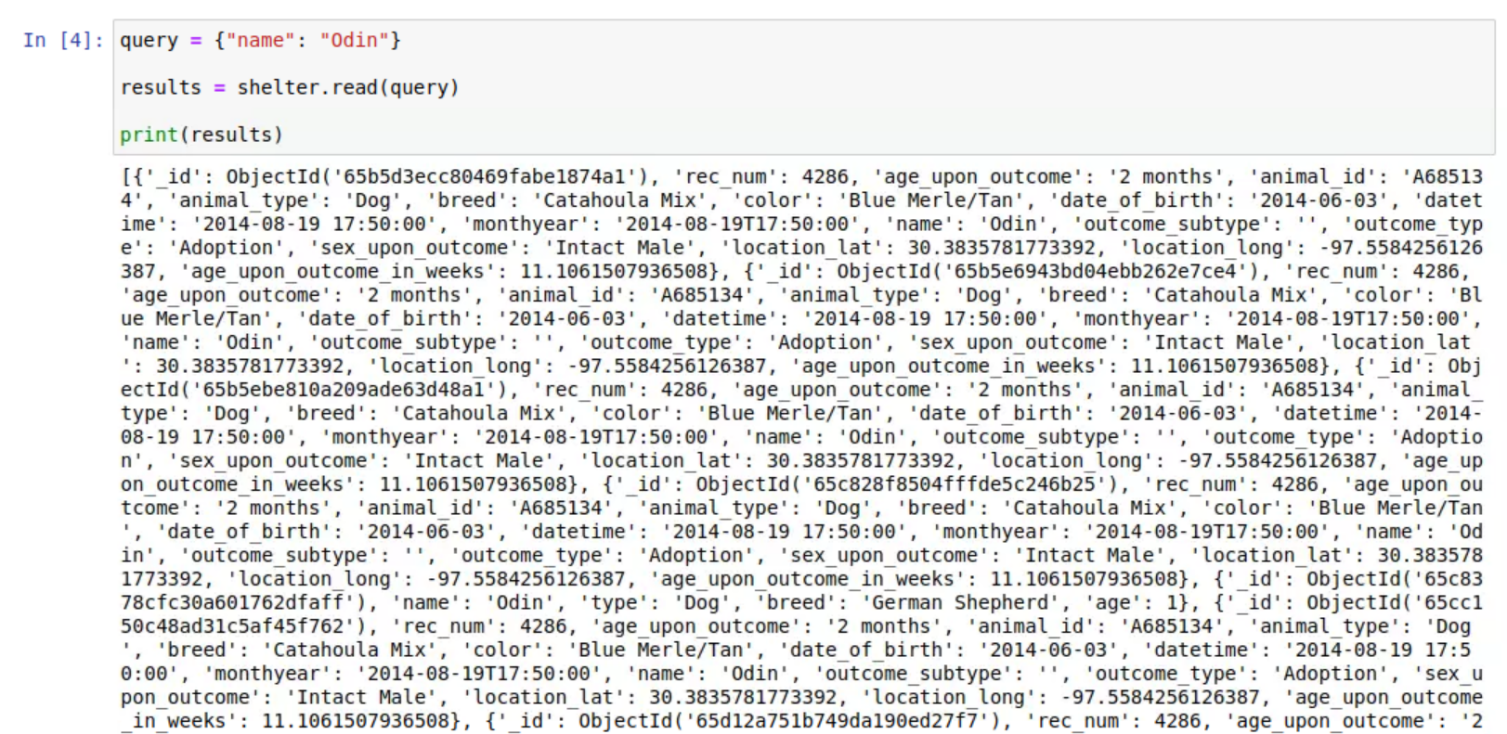 In [4]: query = {"name": "Odin"}
results = shelter.read(query)
print(results)
[{'_id': ObjectId('65b5d3ecc80469fabe1874a1'), 'rec_num': 4286, 'age_upon_outcome': '2 months', 'animal_id': 'A68513
4', 'animal_type': 'Dog', 'breed': 'Catahoula Mix', 'color': 'Blue Merle/Tan', 'date_of_birth': '2014-06-03', 'datet
ime': '2014-08-19 17:50:00', 'monthyear': '2014-08-19T17:50:00', 'name': 'Odin', 'outcome_subtype': '', 'outcome_typ
e': 'Adoption', 'sex_upon_outcome': 'Intact Male', 'location_lat': 30.3835781773392, 'location_long': -97.5584256126
387, 'age_upon_outcome_in_weeks': 11.1061507936508}, {'_id': ObjectId('65b5e6943bd04ebb262e7ce4'), 'rec_num': 4286,
'age_upon_outcome': '2 months', 'animal_id': 'A685134', 'animal_type': 'Dog', 'breed': 'Catahoula Mix', 'color': 'Bl
ue Merle/Tan', 'date_of_birth': '2014-06-03', 'datetime': '2014-08-19 17:50:00', 'monthyear': '2014-08-19T17:50:00',
'name': 'Odin', 'outcome_subtype': '', 'outcome_type': 'Adoption', 'sex_upon_outcome': 'Intact Male', 'location_lat
': 30.3835781773392, 'location_long': -97.5584256126387, 'age_upon_outcome_in_weeks': 11.1061507936508}, {'_id': Obj
ectId('65b5ebe810a209ade63d48a1'), 'rec_num': 4286, 'age_upon_outcome': '2 months', 'animal_id': 'A685134', 'animal_
type': 'Dog', 'breed': 'Catahoula Mix', 'color': 'Blue Merle/Tan', 'date_of_birth': '2014-06-03', 'datetime': '2014-
08-19 17:50:00', 'monthyear': '2014-08-19T17:50:00', 'name': 'Odin', 'outcome_subtype': '', 'outcome_type': 'Adoptio
n', 'sex_upon_outcome': 'Intact Male', 'location_lat': 30.3835781773392, 'location_long': -97.5584256126387, 'age_up
on_outcome_in_weeks': 11.1061507936508}, {'_id': ObjectId('65c828f8504fffde5c246b25'), 'rec_num': 4286, 'age_upon_ou
tcome': '2 months', 'animal_id': 'A685134', 'animal_type': 'Dog', 'breed': 'Catahoula Mix', 'color': 'Blue Merle/Tan
', 'date_of_birth': '2014-06-03', 'datetime': '2014-08-19 17:50:00', 'monthyear': '2014-08-19T17:50:00', 'name': 'Od
in', 'outcome_subtype': '', 'outcome_type': 'Adoption', 'sex_upon_outcome': 'Intact Male', 'location_lat': 30.383578
1773392, 'location_long': -97.5584256126387, 'age_upon_outcome_in_weeks': 11.1061507936508}, {'_id': ObjectId('65c83
78cfc30a601762dfaff'), 'name': 'Odin', 'type': 'Dog', 'breed': 'German Shepherd', 'age': 1}, {'_id': ObjectId('65cc1
50c48ad31c5af45f762'), 'rec_num': 4286, 'age_upon_outcome': '2 months', 'animal_id': 'A685134', 'animal_type': 'Dog
', 'breed': 'Catahoula Mix', 'color': 'Blue Merle/Tan', 'date_of_birth': '2014-06-03', 'datetime': '2014-08-19 17:5
0:00', 'monthyear': '2014-08-19T17:50:00', 'name': 'Odin', 'outcome_subtype': '', 'outcome_type': 'Adoption', 'sex_u
pon_outcome': 'Intact Male', 'location_lat': 30.3835781773392, 'location_long': -97.5584256126387, 'age_upon_outcome
_in_weeks': 11.1061507936508}, {'_id': ObjectId('65d12a751b749da190ed27f7'), 'rec_num': 4286, 'age_upon_outcome': '2